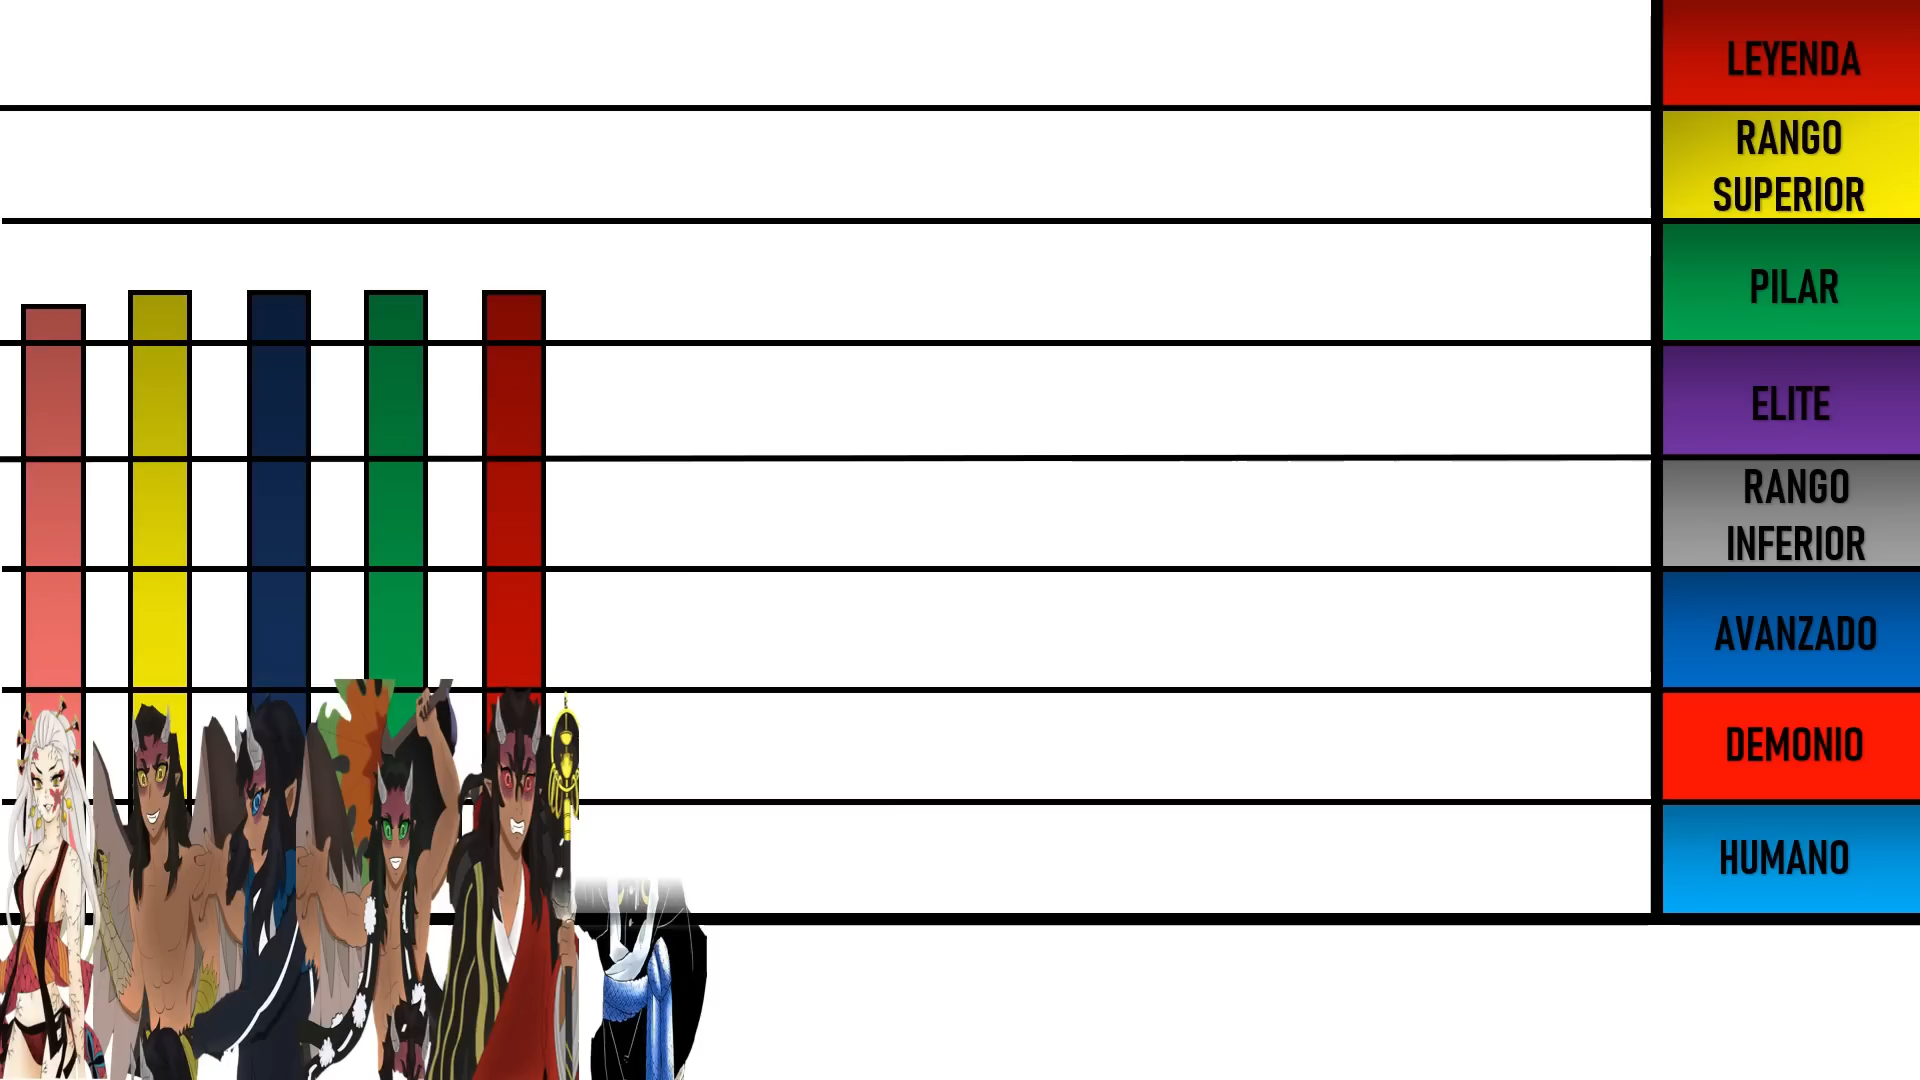 LEYENDA
RANGO
SUPERIOR
PILAR
ELITE
RANGO
INFERIOR
AVANZADO
DEMONIO
HUMANO